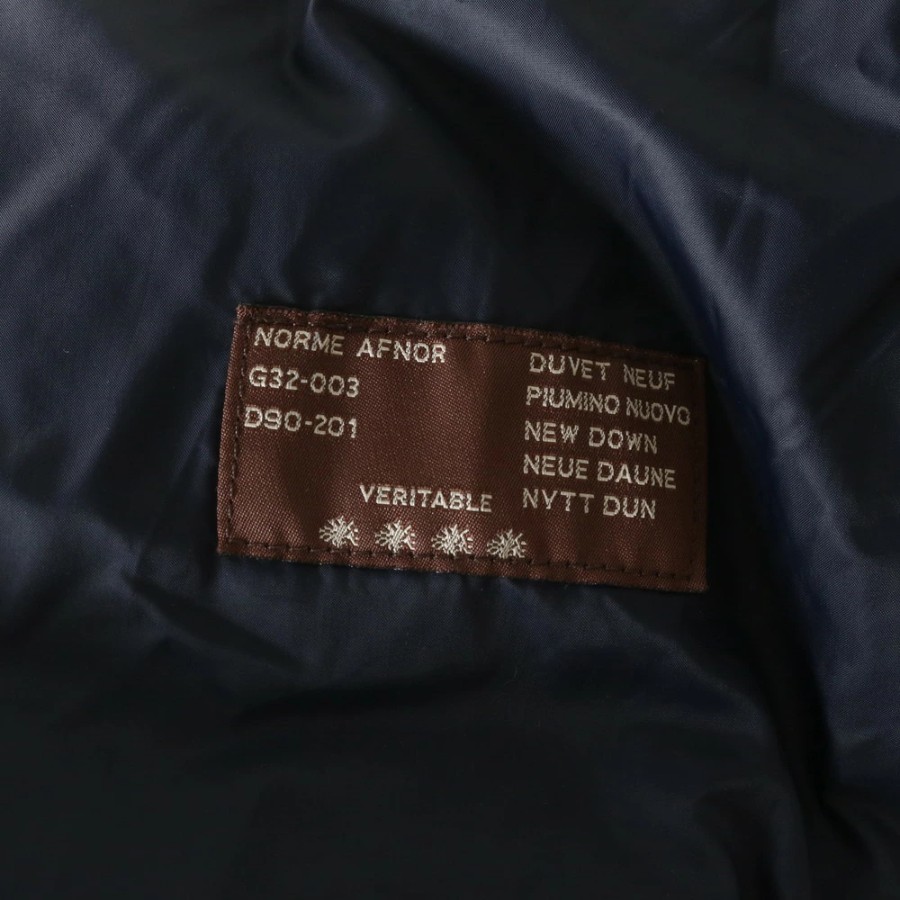 NORME AFNOR
G32-003
D90-201
VERITABLE
DUVET NEUF
PIUMINO NUOVO
NEW DOWN
NEUE DAUNE
NYTT DUN